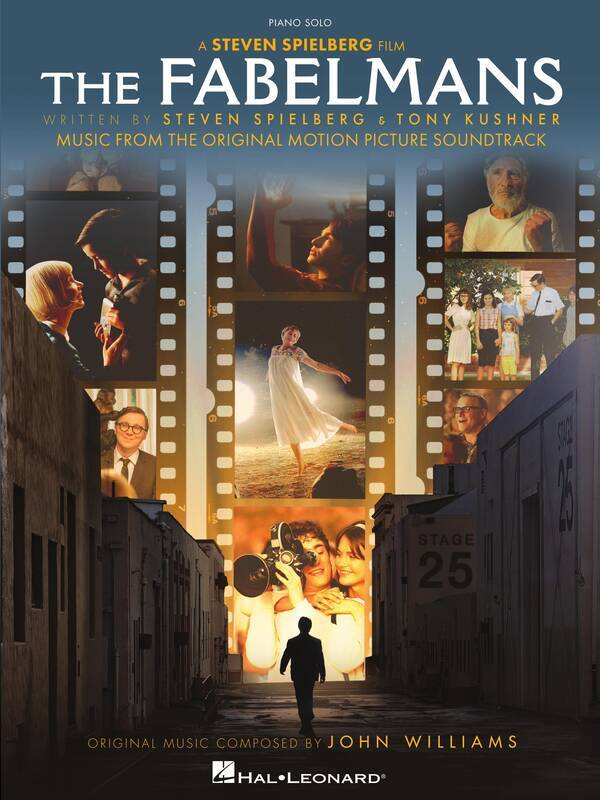 PIANO SOLO
A STEVEN SPIELBERG FILM
THE FABELMANS
WRITTEN BY STEVEN SPIELBERG & TONY KUSHNER
MUSIC FROM THE ORIGINAL MOTION PICTURE SOUNDTRACK
STAGE
25
STAGE
25
ORIGINAL MUSIC COMPOSED BY JOHN WILLIAMS
HAL•LEONARD®